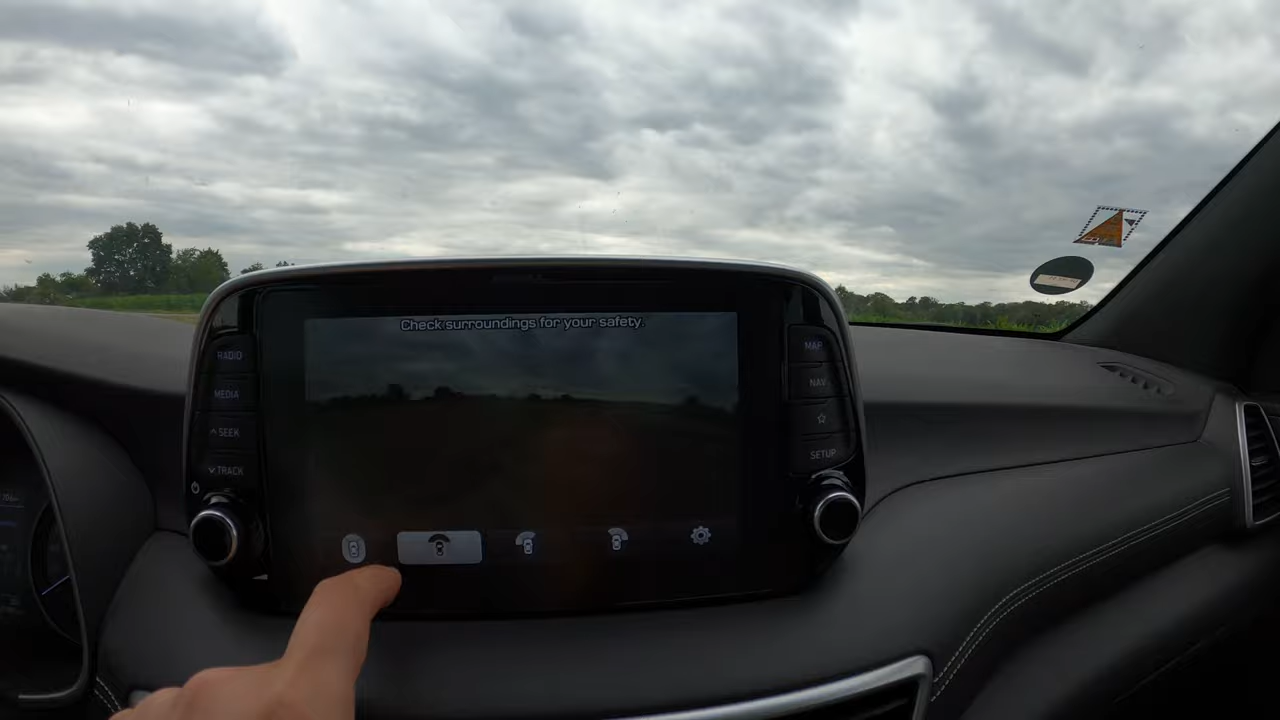 Check surroundings for your safety.
RADIO
MEDIA
SEEK
TRACK
MAP
NAV
SETUP